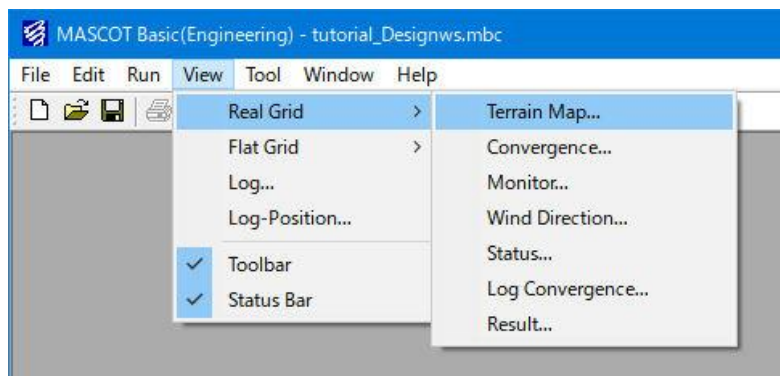 MASCOT Basic(Engineering) - tutorial_Designws.mbc
File Edit Run View Tool Window Help
Real Grid
Flat Grid
Log...
Log-Position...
Toolbar
Status Bar
Terrain Map...
Convergence...
Monitor...
Wind Direction...
Status...
Log Convergence...
Result...